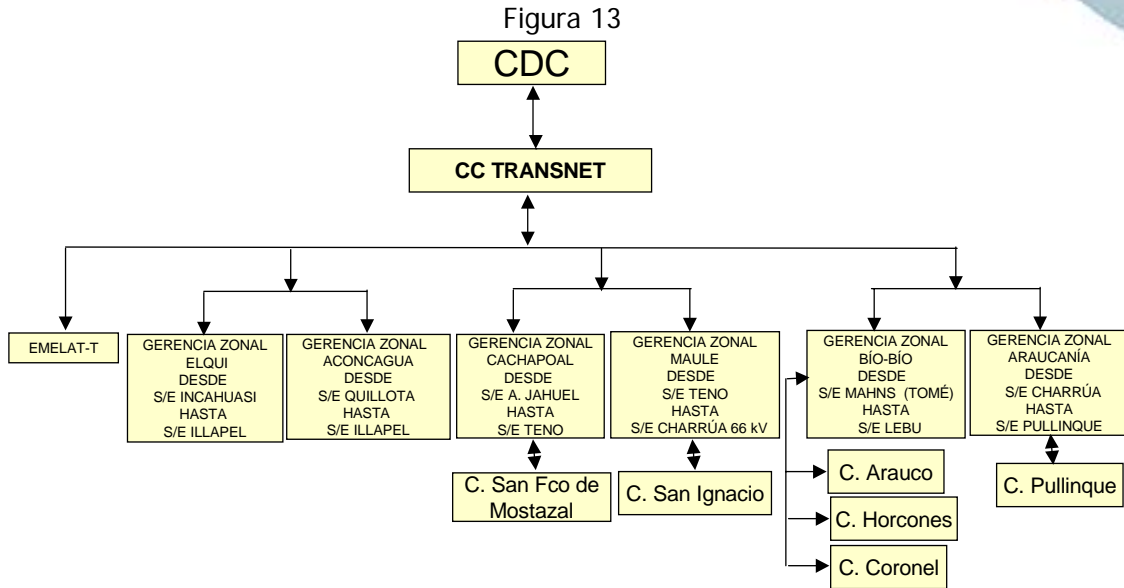 Figura 13
CDC
CC TRANSNET
EMELAT-T
GERENCIA ZONAL
ELQUI
DESDE
S/E INCAHUASI
HASTA
S/E ILLAPEL
GERENCIA ZONAL
ACONCAGUA
DESDE
S/E QUILLOTA
HASTA
S/E ILLAPEL
GERENCIA ZONAL
CACHAPOAL
DESDE
S/E A. JAHUEL
HASTA
S/E TENO
GERENCIA ZONAL
MAULE
DESDE
S/E TENO
HASTA
S/E CHARRÚA 66 kV
GERENCIA ZONAL
BÍO-BÍO
DESDE
S/E MAHNS (TOMÉ)
HASTA
S/E LEBU
GERENCIA ZONAL
ARAUCANÍA
DESDE
S/E CHARRÚA
HASTA
S/E PULLINQUE
C. San Fco de
Mostazal
C. San Ignacio
C. Arauco
C. Horcones
C. Coronel
C. Pullinque